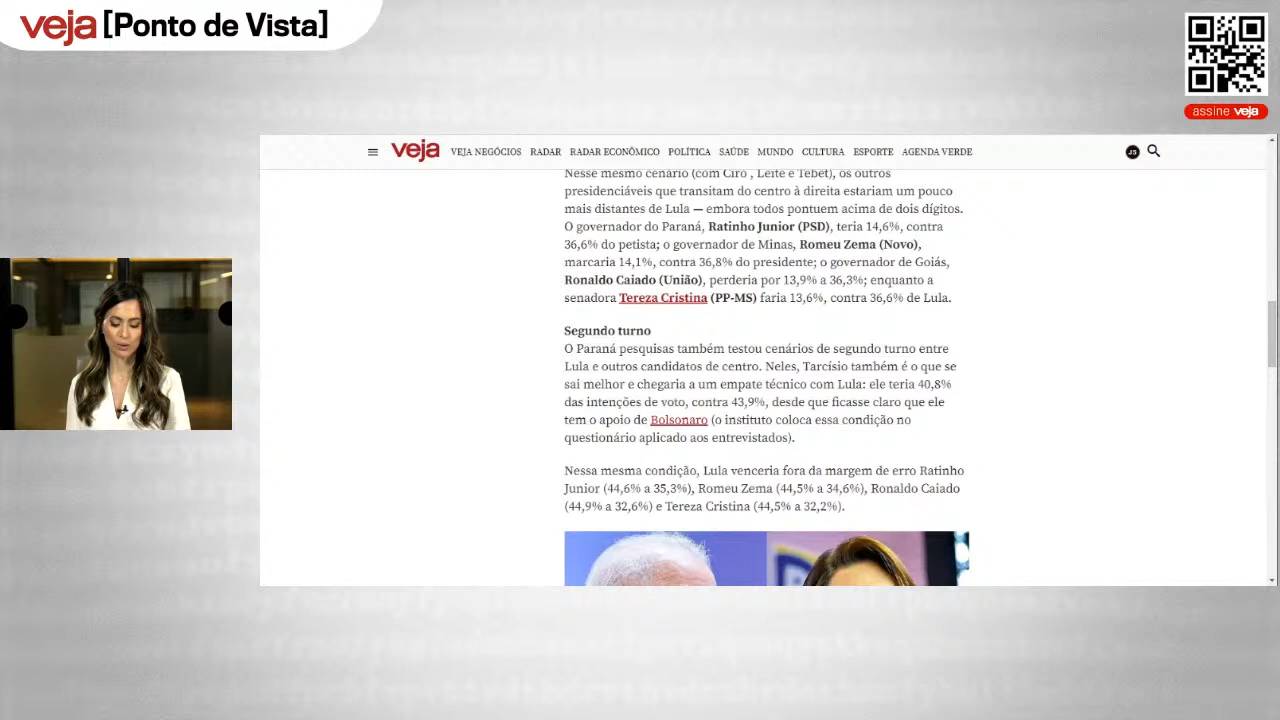 veja [Ponto de Vista]
assine veja
veja VEJA NEGÓCIOS RADAR RADAR ECONÔMICO POLÍTICA SAÚDE MUNDO CULTURA ESPORTE AGENDA VERDE JS
Nesse mesmo cenário (com Ciro , Leite e Tebet), os outros
presidenciáveis que transitam do centro à direita estariam um pouco
mais distantes de Lula — embora todos pontuem acima de dois dígitos.
O governador do Paraná, Ratinho Junior (PSD), teria 14,6%, contra
36,6% do petista; o governador de Minas, Romeu Zema (Novo),
marcaria 14,1%, contra 36,8% do presidente; o governador de Goiás,
Ronaldo Caiado (União), perderia por 13,9% a 36,3%; enquanto a
senadora Tereza Cristina (PP-MS) faria 13,6%, contra 36,6% de Lula.
Segundo turno
O Paraná pesquisas também testou cenários de segundo turno entre
Lula e outros candidatos de centro. Neles, Tarcísio também é o que se
sai melhor e chegaria a um empate técnico com Lula: ele teria 40,8%
das intenções de voto, contra 43,9%, desde que ficasse claro que ele
tem o apoio de Bolsonaro (o instituto coloca essa condição no
questionário aplicado aos entrevistados).
Nessa mesma condição, Lula venceria fora da margem de erro Ratinho
Junior (44,6% a 35,3%), Romeu Zema (44,5% a 34,6%), Ronaldo Caiado
(44,9% a 32,6%) e Tereza Cristina (44,5% a 32,2%).